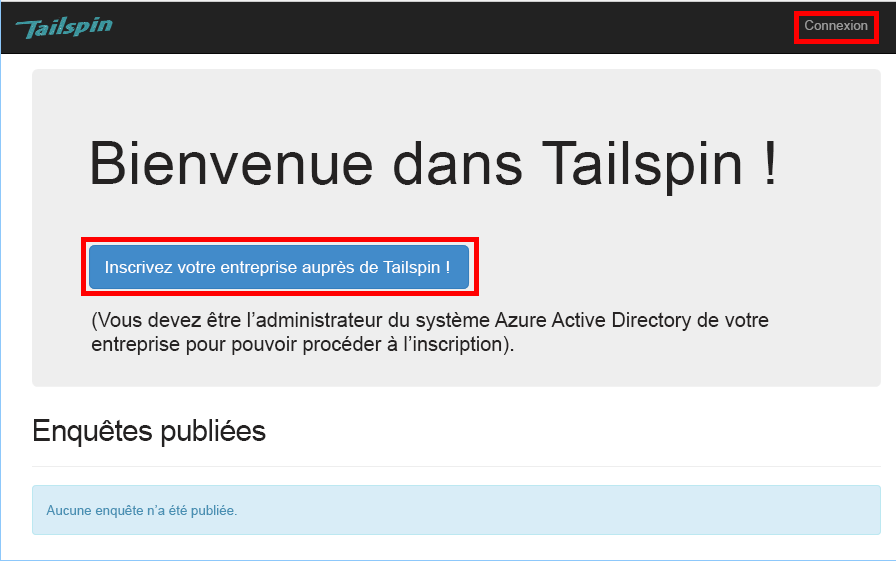 Tailspin
Connexion
Bienvenue dans Tailspin !
Inscrivez votre entreprise auprès de Tailspin !
(Vous devez être l’administrateur du système Azure Active Directory de votre
entreprise pour pouvoir procéder à l’inscription).
Enquêtes publiées
Aucune enquête n’a été publiée.